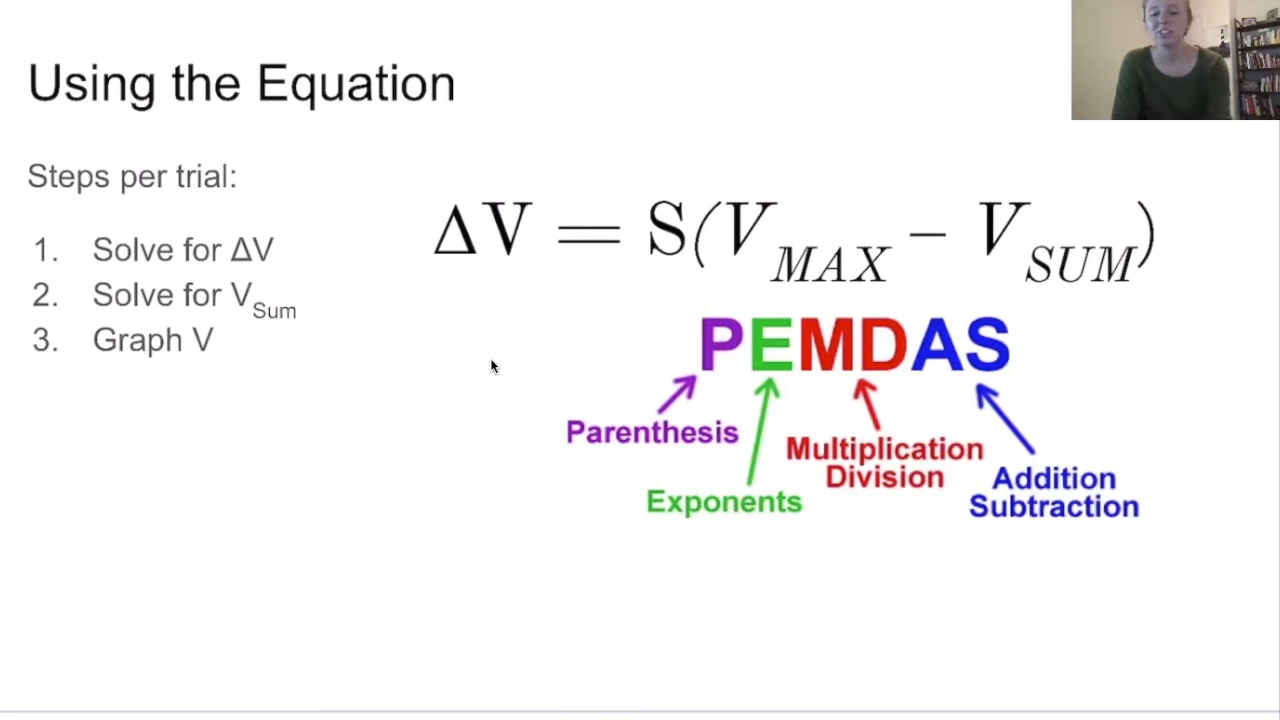 Using the Equation
Steps per trial:
1. Solve for ΔV
2. Solve for V_Sum
3. Graph V
ΔV = S(V_MAX − V_SUM)
PEMDAS
Parenthesis
Exponents
Multiplication
Division
Addition
Subtraction